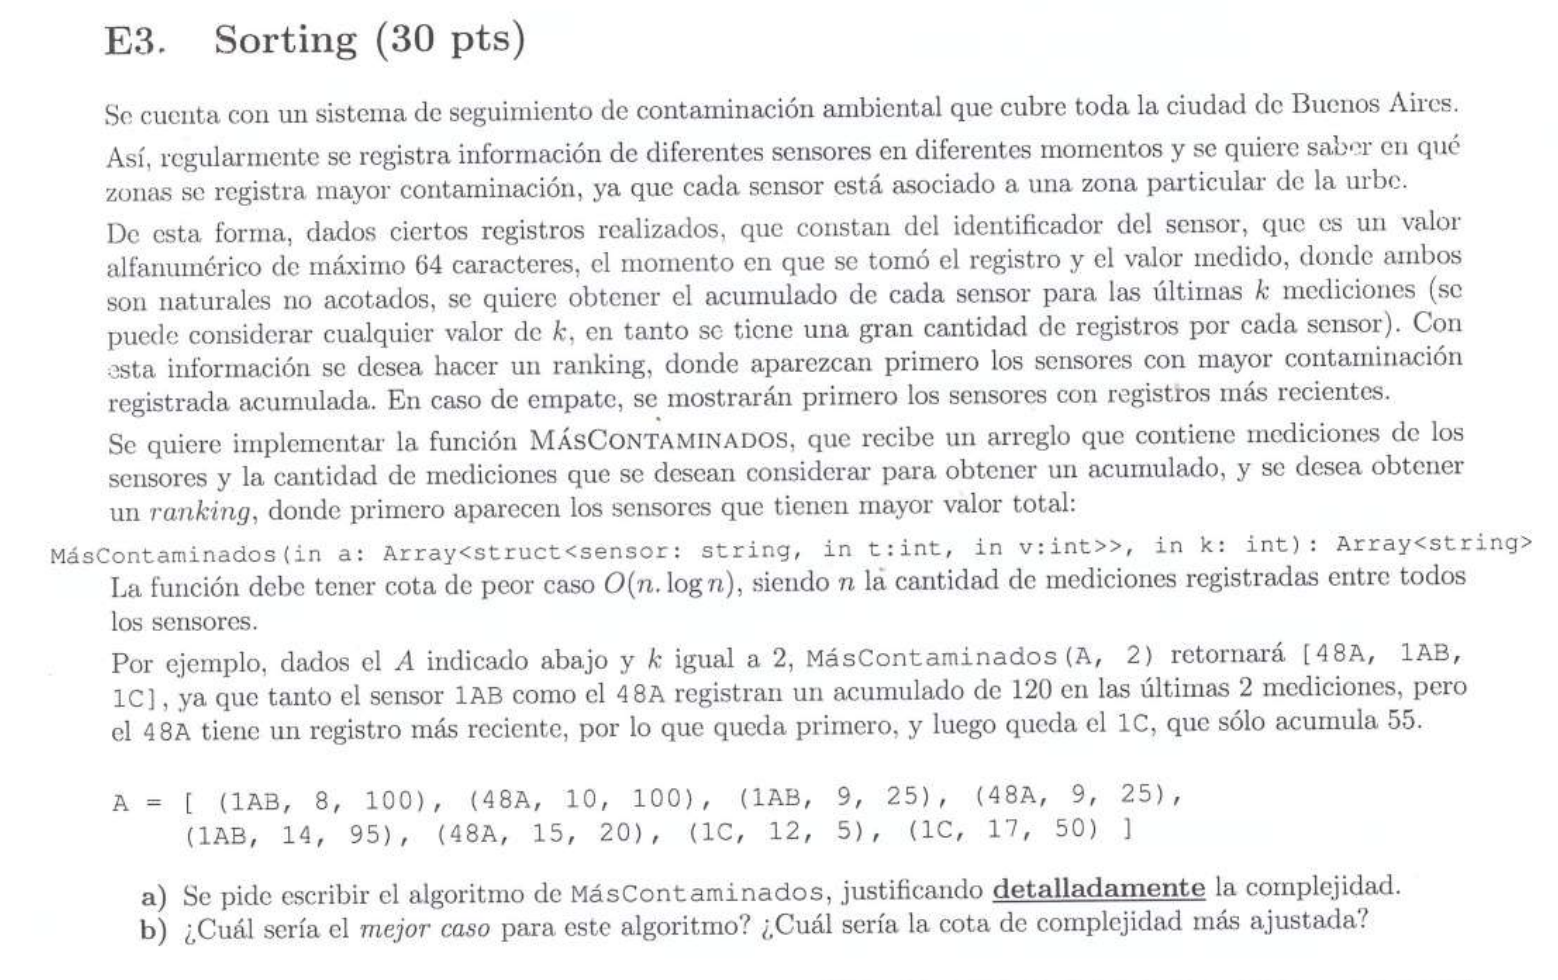 E3. Sorting (30 pts)
Se cuenta con un sistema de seguimiento de contaminación ambiental que cubre toda la ciudad de Buenos Aires.
Así, regularmente se registra información de diferentes sensores en diferentes momentos y se quiere saber en qué
zonas se registra mayor contaminación, ya que cada sensor está asociado a una zona particular de la urbe.
De esta forma, dados ciertos registros realizados, que constan del identificador del sensor, que es un valor
alfanumérico de máximo 64 caracteres, el momento en que se tomó el registro y el valor medido, donde ambos
son naturales no acotados, se quiere obtener el acumulado de cada sensor para las últimas k mediciones (se
puede considerar cualquier valor de k, en tanto se tiene una gran cantidad de registros por cada sensor). Con
esta información se desea hacer un ranking, donde aparezcan primero los sensores con mayor contaminación
registrada acumulada. En caso de empate, se mostrarán primero los sensores con registros más recientes.
Se quiere implementar la función MÁSCONTAMINADOS, que recibe un arreglo que contiene mediciones de los
sensores y la cantidad de mediciones que se desean considerar para obtener un acumulado, y se desea obtener
un ranking, donde primero aparecen los sensores que tienen mayor valor total:
MásContaminados(in a: Array<struct<sensor: string, in t:int, in v:int>>, in k: int): Array<string>
La función debe tener cota de peor caso O(n. log n), siendo n la cantidad de mediciones registradas entre todos
los sensores.
Por ejemplo, dados el A indicado abajo y k igual a 2, MásContaminados(A, 2) retornará [48A, 1AB,
1C], ya que tanto el sensor 1AB como el 48A registran un acumulado de 120 en las últimas 2 mediciones, pero
el 48A tiene un registro más reciente, por lo que queda primero, y luego queda el 1C, que sólo acumula 55.
A = [ (1AB, 8, 100), (48A, 10, 100), (1AB, 9, 25), (48A, 9, 25),
(1AB, 14, 95), (48A, 15, 20), (1C, 12, 5), (1C, 17, 50) ]
a) Se pide escribir el algoritmo de MásContaminados, justificando detalladamente la complejidad.
b) ¿Cuál sería el mejor caso para este algoritmo? ¿Cuál sería la cota de complejidad más ajustada?